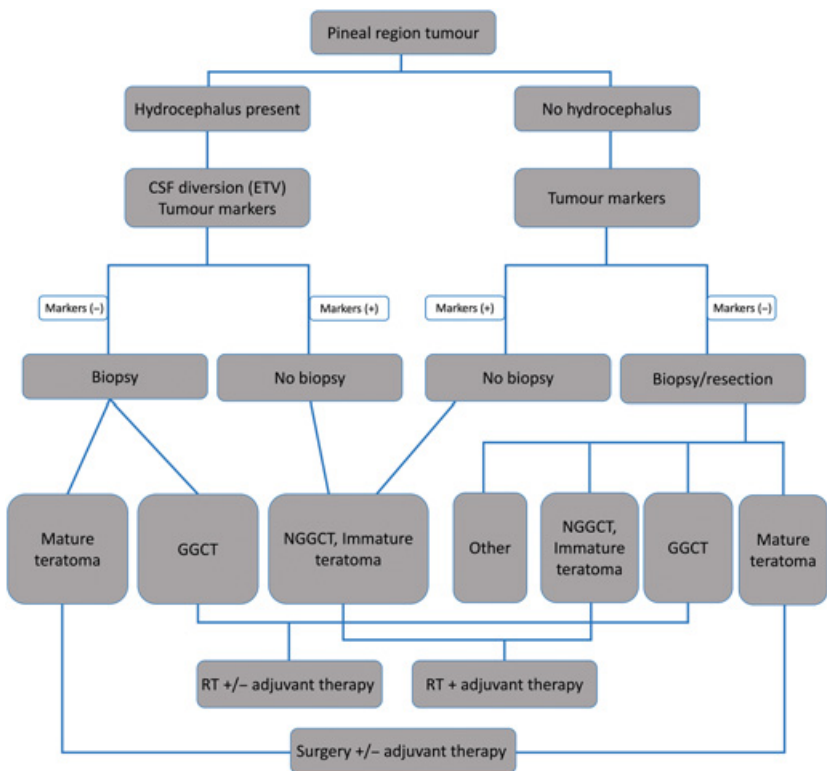 Pineal region tumour
Hydrocephalus present
No hydrocephalus
CSF diversion (ETV)
Tumour markers
Tumour markers
Markers (−)
Markers (+)
Markers (+)
Markers (−)
Biopsy
No biopsy
No biopsy
Biopsy/resection
Mature
teratoma
GGCT
NGGCT, Immature
teratoma
Other
NGGCT,
Immature
teratoma
GGCT
Mature
teratoma
RT +/− adjuvant therapy
RT + adjuvant therapy
Surgery +/− adjuvant therapy